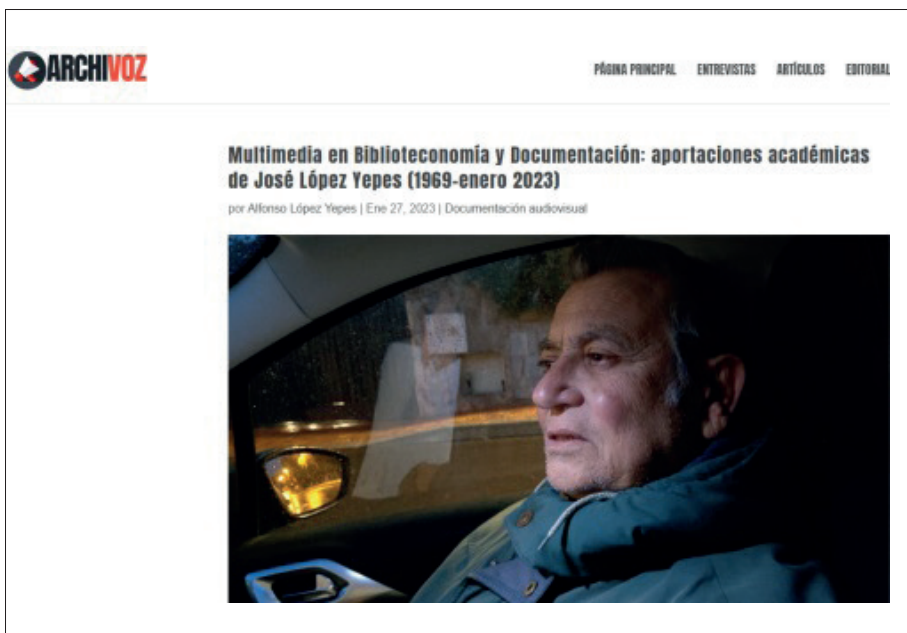 ARCHIVOZ
PÁGINA PRINCIPAL ENTREVISTAS ARTÍCULOS EDITORIAL
Multimedia en Biblioteconomía y Documentación: aportaciones académicas
de José López Yepes (1969-enero 2023)
por Alfonso López Yepes | Ene 27, 2023 | Documentación audiovisual